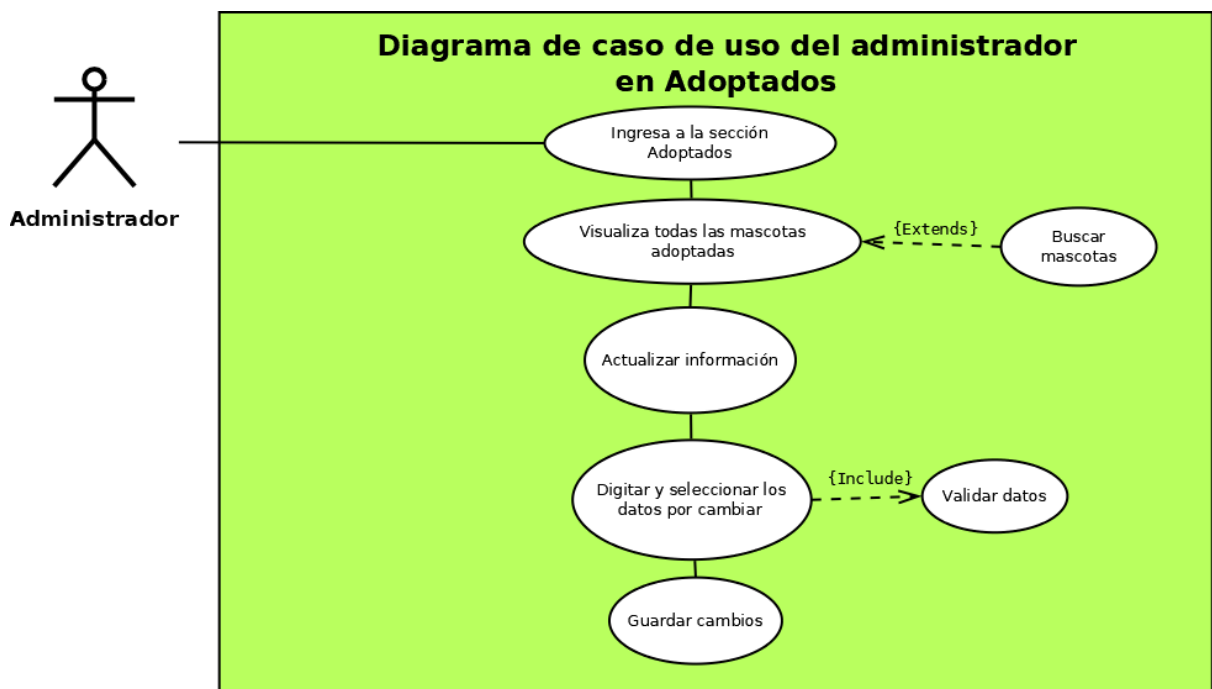 Diagrama de caso de uso del administrador
en Adoptados
Ingresa a la sección
Adoptados
Administrador
Visualiza todas las mascotas
adoptadas
{Extends}
Buscar
mascotas
Actualizar información
Digitar y seleccionar los
datos por cambiar
{Include}
Validar datos
Guardar cambios